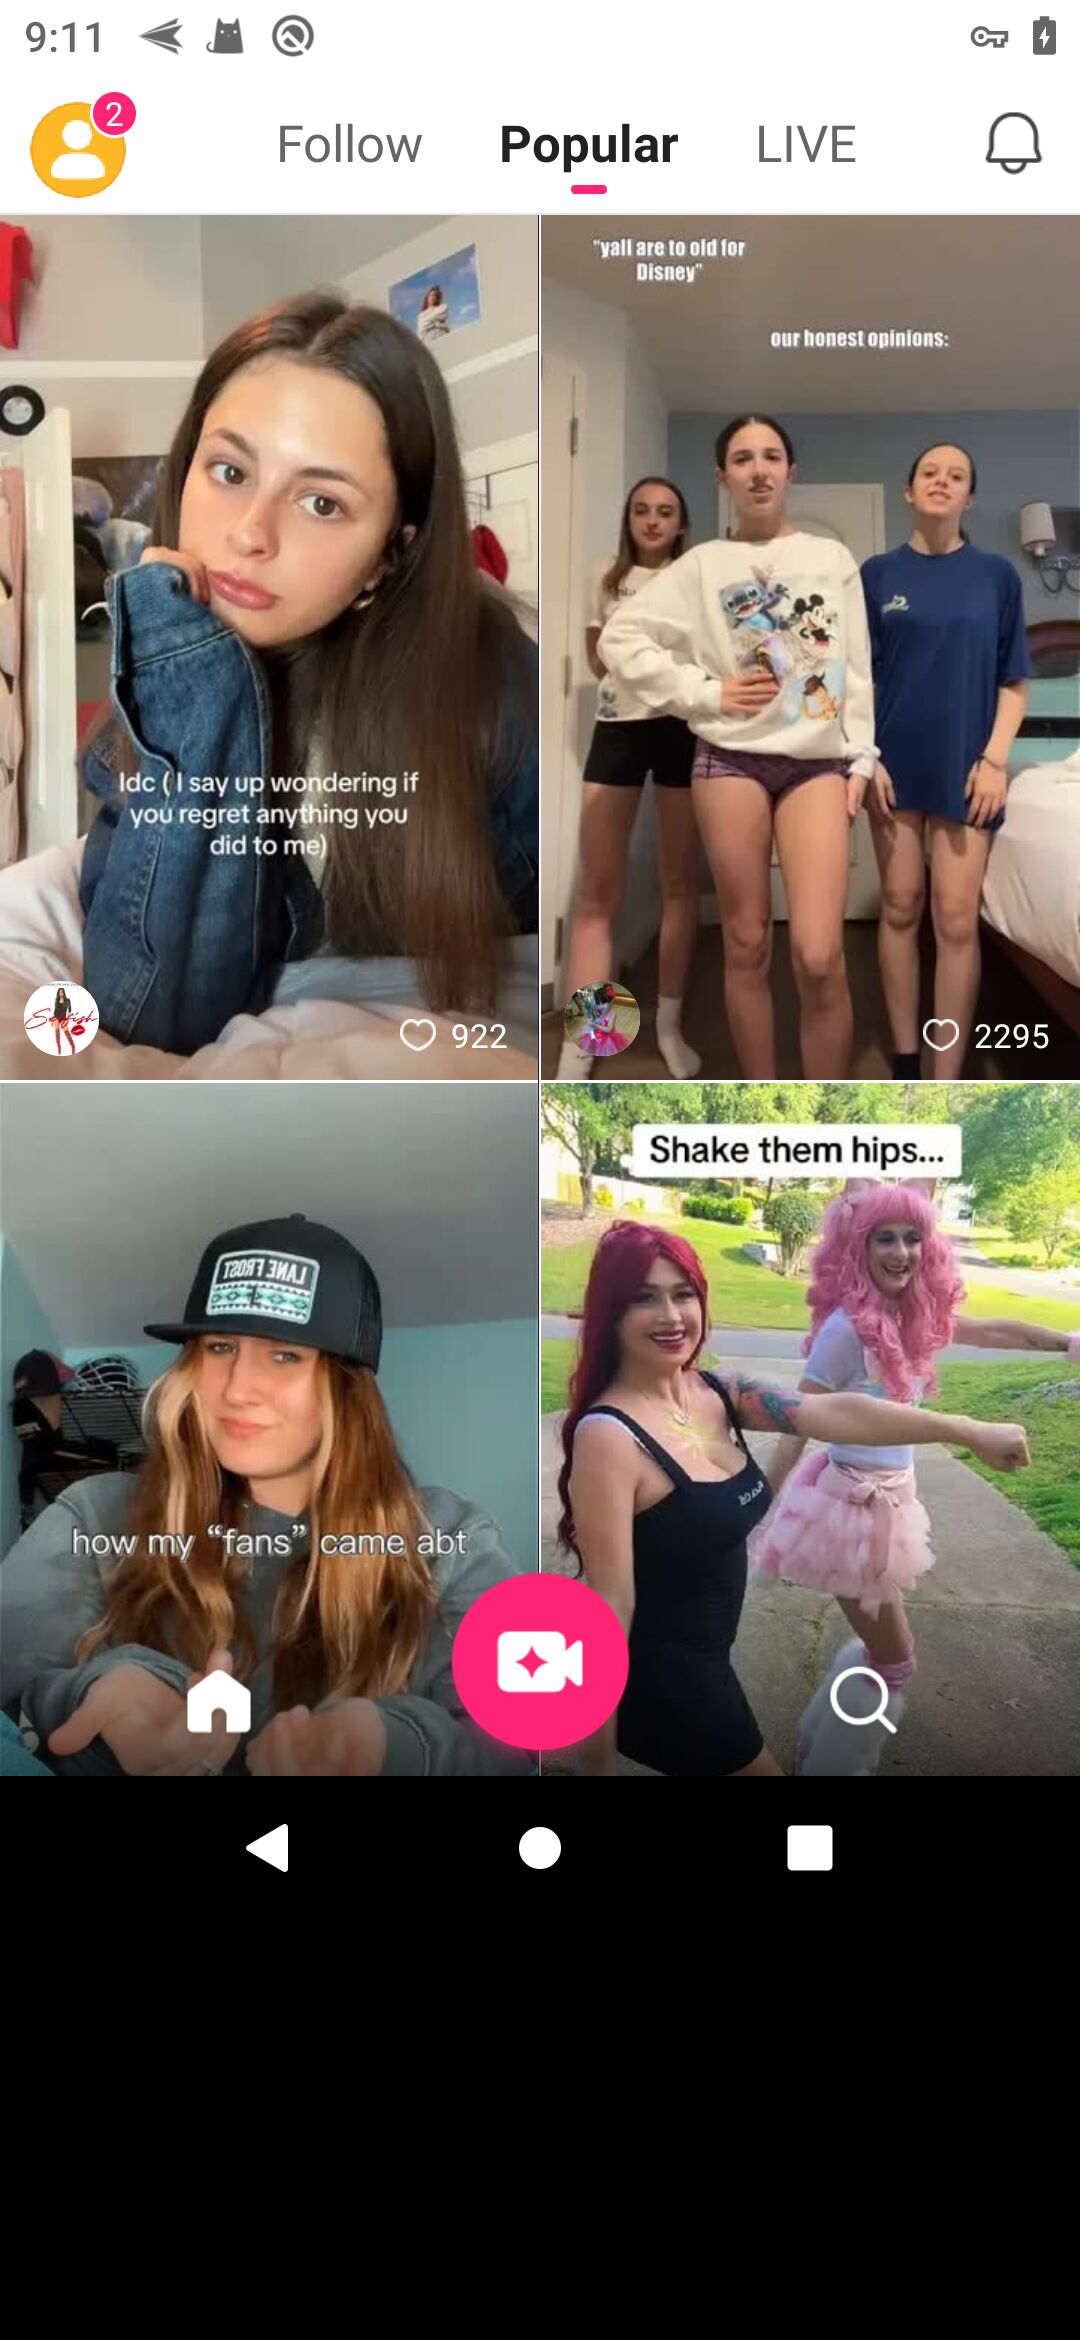 9:11
2
Follow
Popular
LIVE
"yall are to old for
Disney"
our honest opinions:
Idc ( I say up wondering if
you regret anything you
did to me)
Selfish
922
2295
Shake them hips...
LANE FROST
how my “fans” came abt